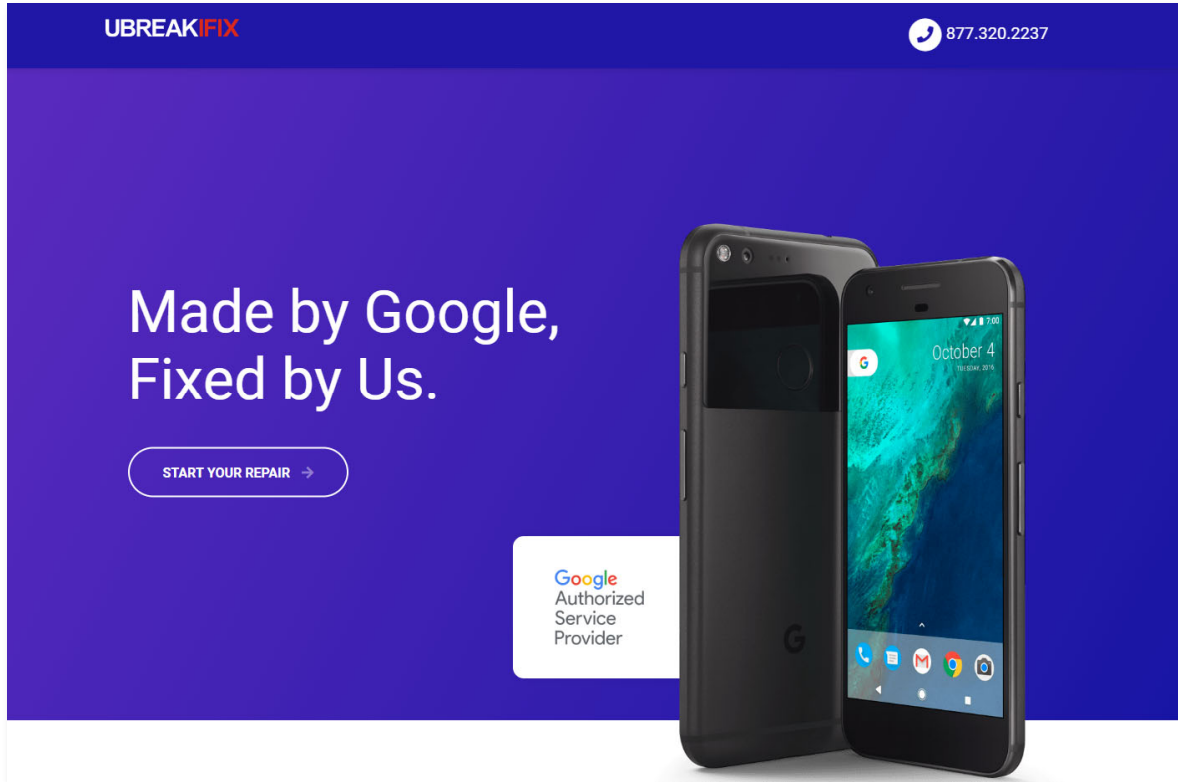 UBREAKIFIX
877.320.2237
Made by Google,
Fixed by Us.
START YOUR REPAIR
Google
Authorized
Service
Provider
7:00
October 4
TUESDAY, 2016
G
G